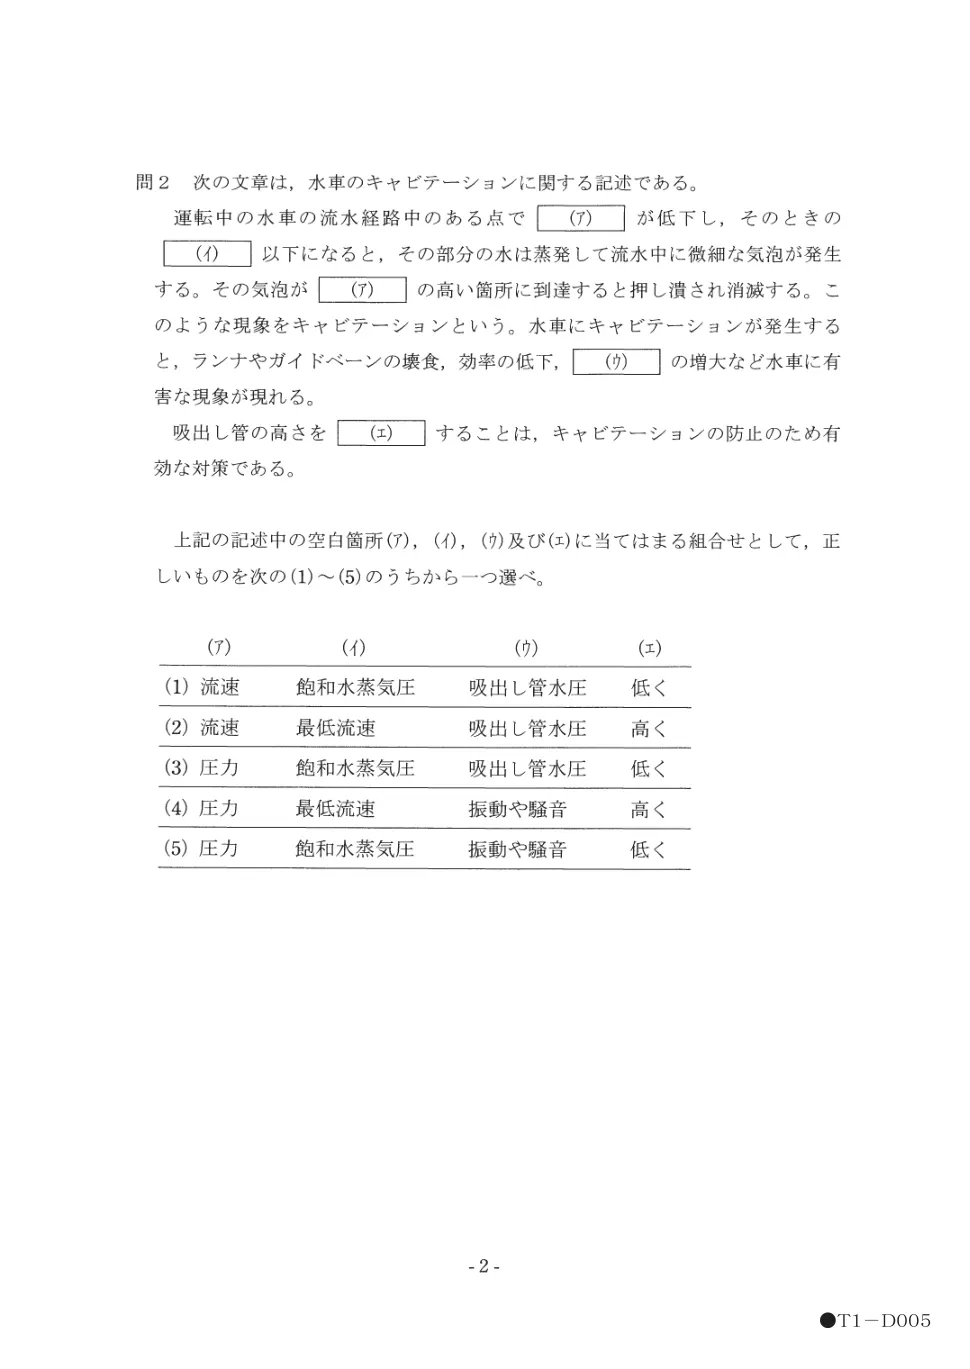 問2 次の文章は，水車のキャビテーションに関する記述である。
運転中の水車の流水経路中のある点で (ア) が低下し，そのときの
(イ) 以下になると，その部分の水は蒸発して流水中に微細な気泡が発生
する。その気泡が (ア) の高い箇所に到達すると押し潰され消滅する。こ
のような現象をキャビテーションという。水車にキャビテーションが発生する
と，ランナやガイドベーンの壊食，効率の低下， (ウ) の増大など水車に有
害な現象が現れる。
吸出し管の高さを (エ) することは，キャビテーションの防止のため有
効な対策である。
上記の記述中の空白箇所(ア)，(イ)，(ウ)及び(エ)に当てはまる組合せとして，正
しいものを次の(1)～(5)のうちから一つ選べ。
(ア) (イ) (ウ) (エ)
(1) 流速 飽和水蒸気圧 吸出し管水圧 低く
(2) 流速 最低流速 吸出し管水圧 高く
(3) 圧力 飽和水蒸気圧 吸出し管水圧 低く
(4) 圧力 最低流速 振動や騒音 高く
(5) 圧力 飽和水蒸気圧 振動や騒音 低く
- 2 -
●T1－D005